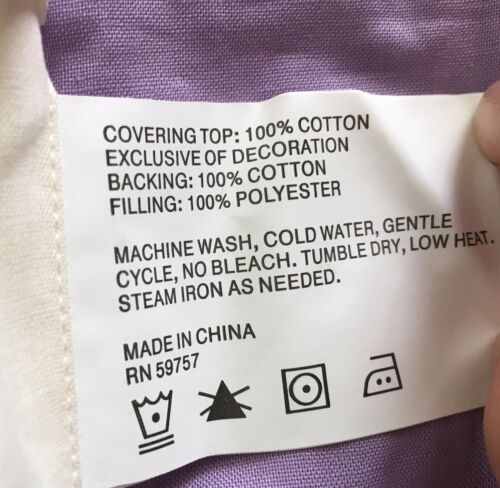 COVERING TOP: 100% COTTON
EXCLUSIVE OF DECORATION
BACKING: 100% COTTON
FILLING: 100% POLYESTER
MACHINE WASH, COLD WATER, GENTLE
CYCLE, NO BLEACH. TUMBLE DRY, LOW HEAT.
STEAM IRON AS NEEDED.
MADE IN CHINA
RN 59757